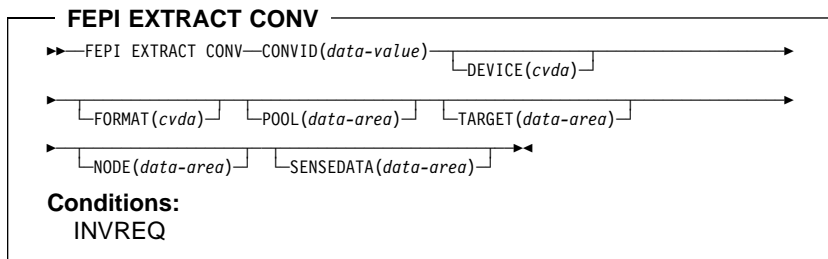 FEPI EXTRACT CONV
FEPI EXTRACT CONV CONVID(data-value)
DEVICE(cvda)
FORMAT(cvda) POOL(data-area) TARGET(data-area)
NODE(data-area) SENSEDATA(data-area)
Conditions:
INVREQ